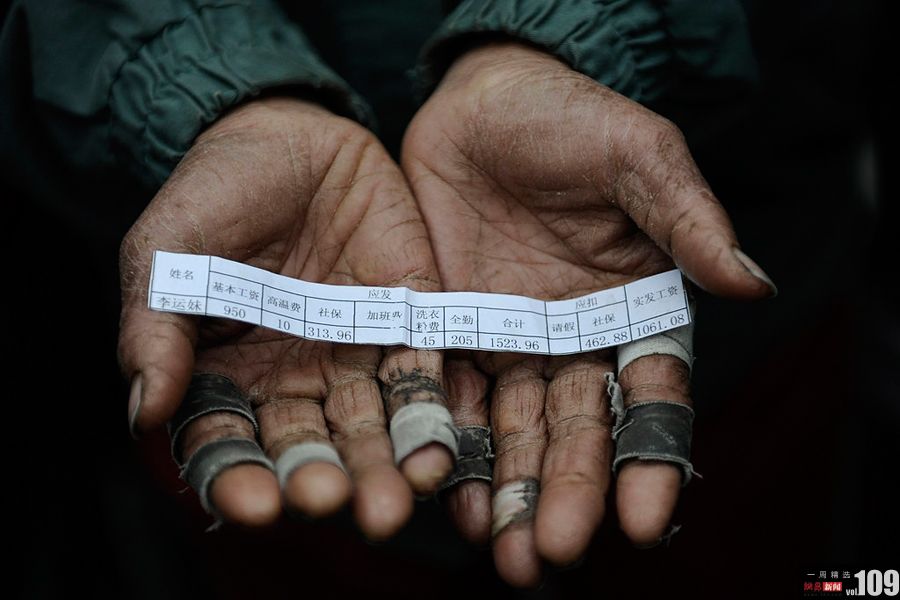 姓名 应发 应扣 实发工资
基本工资 高温费 社保 加班费 洗衣粉费 全勤 合计 请假 社保
李运妹 950 10 313.96 45 205 1523.96 462.88 1061.08
一周精选
网易新闻 vol.109